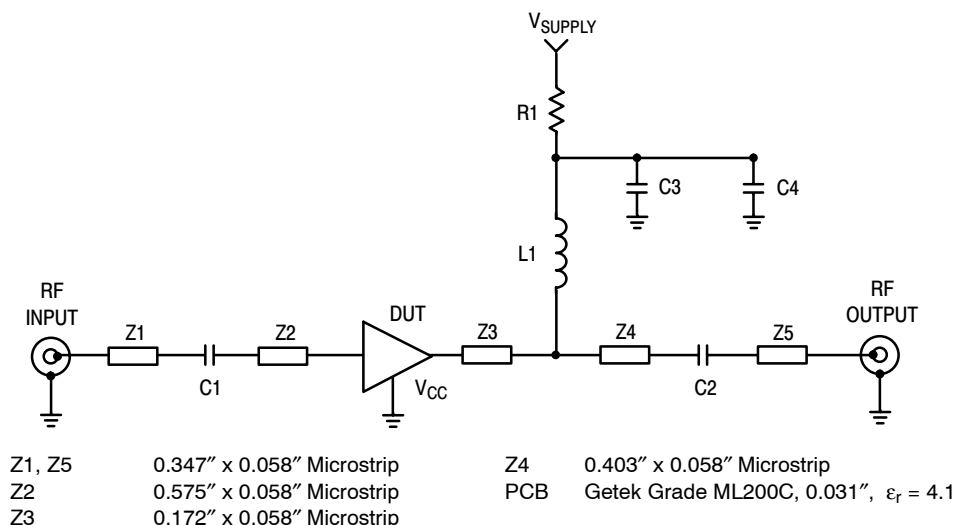 VSUPPLY
R1
C3
C4
L1
RF
INPUT
RF
OUTPUT
DUT
Z1
Z2
Z3
Z4
Z5
C1
VCC
C2
Z1, Z5 0.347″ x 0.058″ Microstrip
Z2 0.575″ x 0.058″ Microstrip
Z3 0.172″ x 0.058″ Microstrip
Z4 0.403″ x 0.058″ Microstrip
PCB Getek Grade ML200C, 0.031″, εr = 4.1